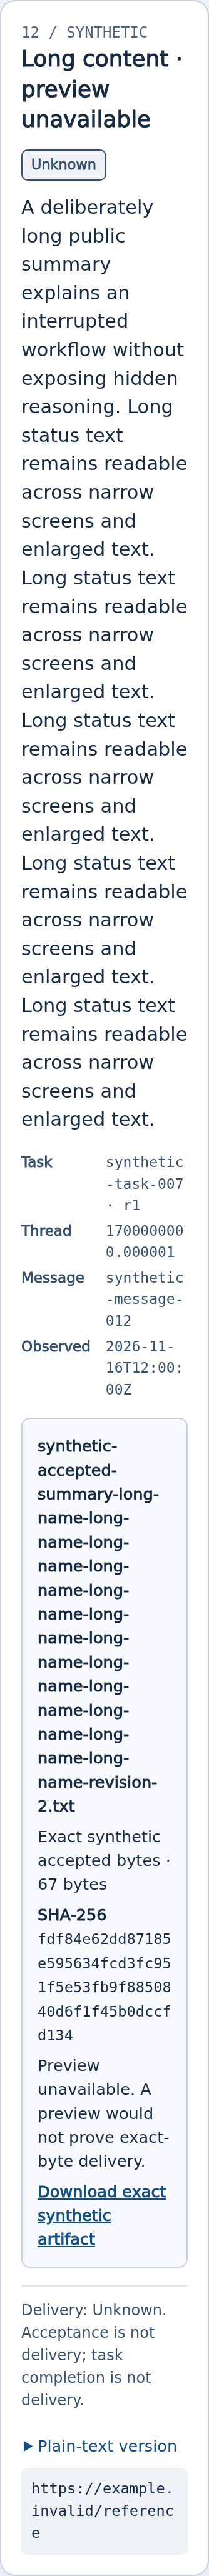 12 / SYNTHETIC
Long content ·
preview
unavailable
Unknown
A deliberately
long public
summary
explains an
interrupted
workflow without
exposing hidden
reasoning. Long
status text
remains readable
across narrow
screens and
enlarged text.
Long status text
remains readable
across narrow
screens and
enlarged text.
Long status text
remains readable
across narrow
screens and
enlarged text.
Long status text
remains readable
across narrow
screens and
enlarged text.
Long status text
remains readable
across narrow
screens and
enlarged text.
Task synthetic
-task-007
· r1
Thread 170000000
0.000001
Message synthetic
-message-
012
Observed 2026-11-
16T12:00:
00Z
synthetic-
accepted-
summary-long-
name-long-
name-long-
name-long-
name-long-
name-long-
name-long-
name-long-
name-long-
name-long-
name-long-
name-long-
name-revision-
2.txt
Exact synthetic
accepted bytes ·
67 bytes
SHA-256
fdf84e62dd87185
e595634fcd3fc95
1f5e53fb9f88508
40d6f1f45b0dccf
d134
Preview
unavailable. A
preview would
not prove exact-
byte delivery.
Download exact
synthetic
artifact
Delivery: Unknown.
Acceptance is not
delivery; task
completion is not
delivery.
▶ Plain-text version
https://example.
invalid/referenc
e